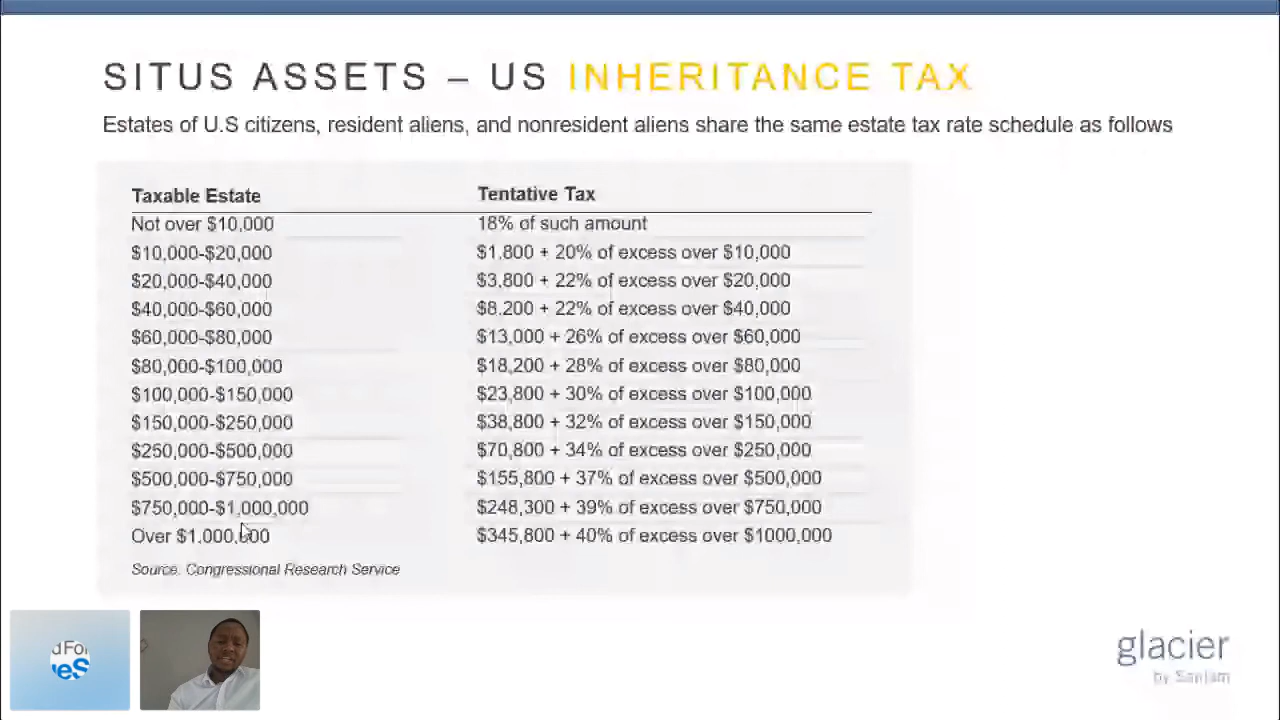 SITUS ASSETS – US INHERITANCE TAX
Estates of U.S citizens, resident aliens, and nonresident aliens share the same estate tax rate schedule as follows
Taxable Estate Tentative Tax
Not over $10,000 18% of such amount
$10,000-$20,000 $1,800 + 20% of excess over $10,000
$20,000-$40,000 $3,800 + 22% of excess over $20,000
$40,000-$60,000 $8,200 + 22% of excess over $40,000
$60,000-$80,000 $13,000 + 26% of excess over $60,000
$80,000-$100,000 $18,200 + 28% of excess over $80,000
$100,000-$150,000 $23,800 + 30% of excess over $100,000
$150,000-$250,000 $38,800 + 32% of excess over $150,000
$250,000-$500,000 $70,800 + 34% of excess over $250,000
$500,000-$750,000 $155,800 + 37% of excess over $500,000
$750,000-$1,000,000 $248,300 + 39% of excess over $750,000
Over $1,000,000 $345,800 + 40% of excess over $1000,000
Source: Congressional Research Service
dFor
eS
glacier
by Sanlam